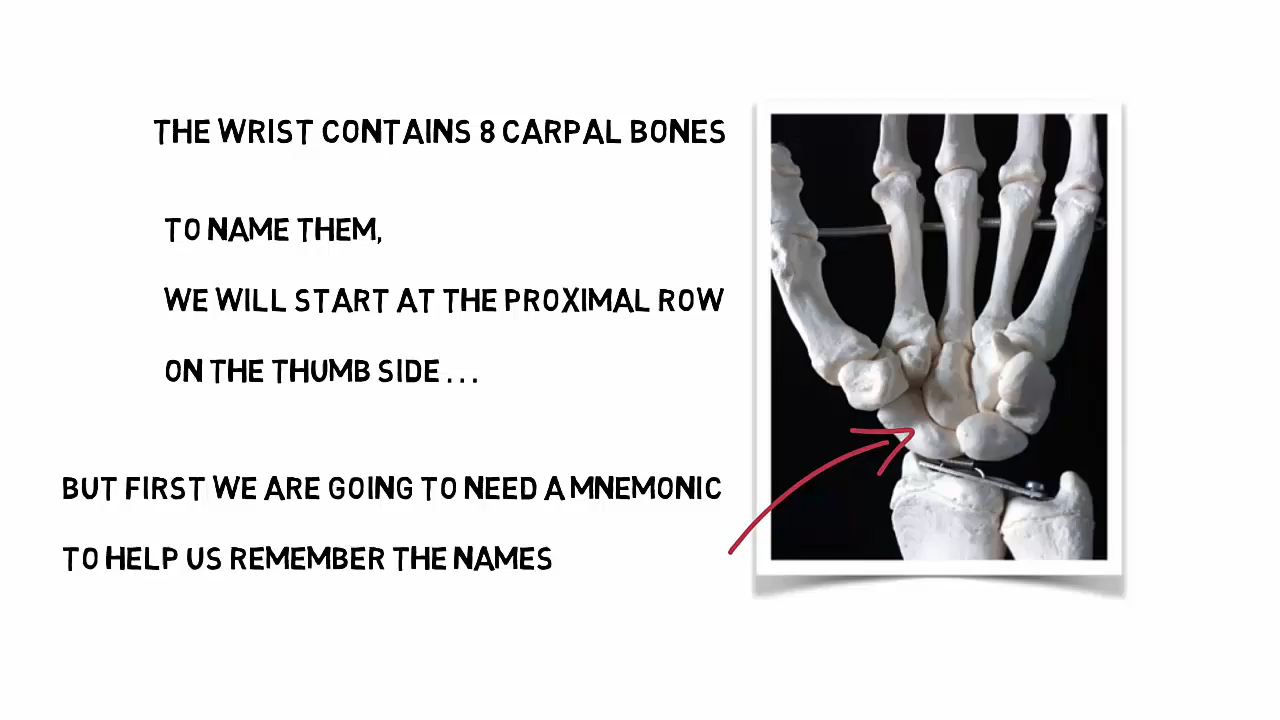 THE WRIST CONTAINS 8 CARPAL BONES
TO NAME THEM,
WE WILL START AT THE PROXIMAL ROW
ON THE THUMB SIDE . . .
BUT FIRST WE ARE GOING TO NEED A MNEMONIC
TO HELP US REMEMBER THE NAMES